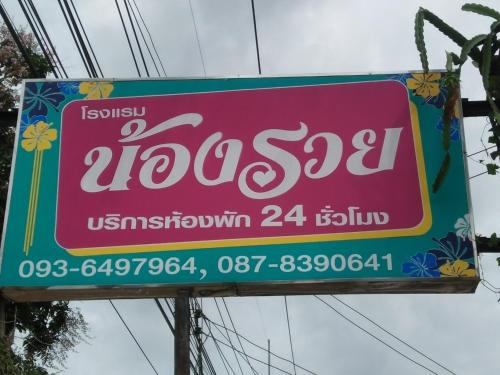 โรงแรม
น้องรวย
บริการห้องพัก 24 ชั่วโมง
093-6497964, 087-8390641